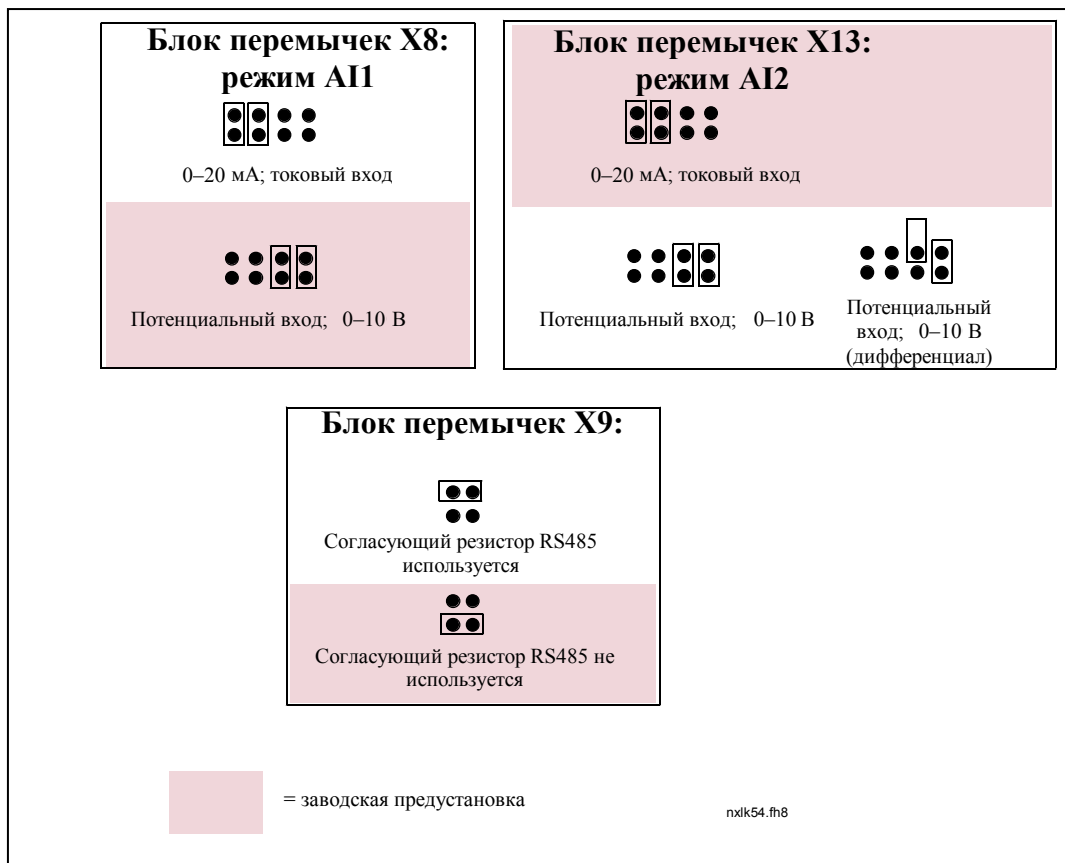 Блок перемычек X8:
режим AI1
0–20 мА; токовый вход
Потенциальный вход; 0–10 В
Блок перемычек X13:
режим AI2
0–20 мА; токовый вход
Потенциальный вход; 0–10 В
Потенциальный
вход; 0–10 В
(дифференциал)
Блок перемычек X9:
Согласующий резистор RS485
используется
Согласующий резистор RS485 не
используется
= заводская предустановка
nxlk54.fh8